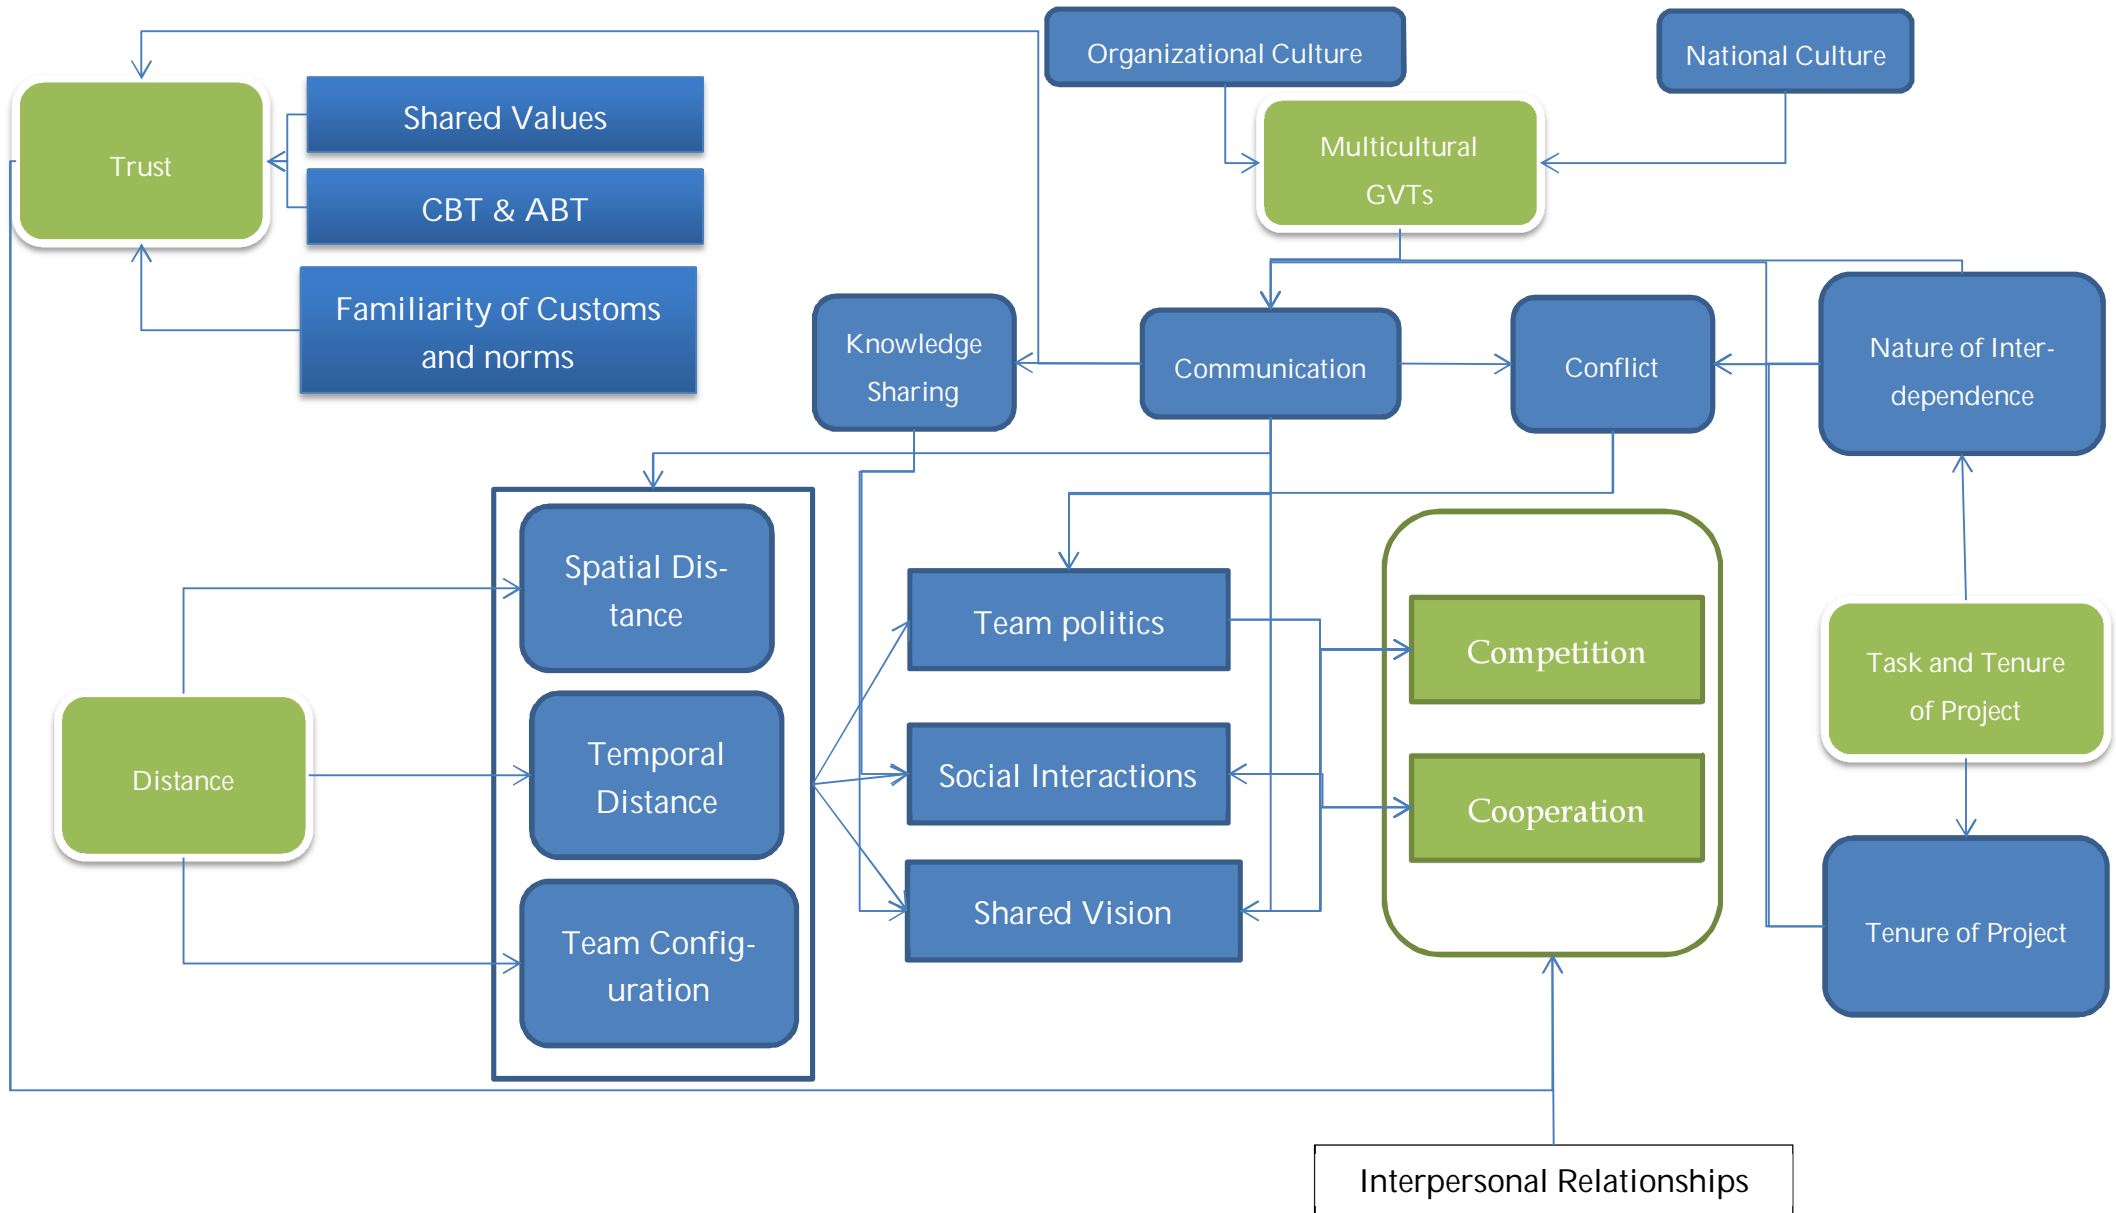 Organizational Culture
National Culture
Shared Values
Trust
Multicultural
GVTs
CBT & ABT
Familiarity of Customs
and norms
Knowledge
Sharing
Communication
Conflict
Nature of Inter-
dependence
Spatial Dis-
tance
Team politics
Competition
Task and Tenure
of Project
Distance
Temporal
Distance
Social Interactions
Cooperation
Team Config-
uration
Shared Vision
Tenure of Project
Interpersonal Relationships